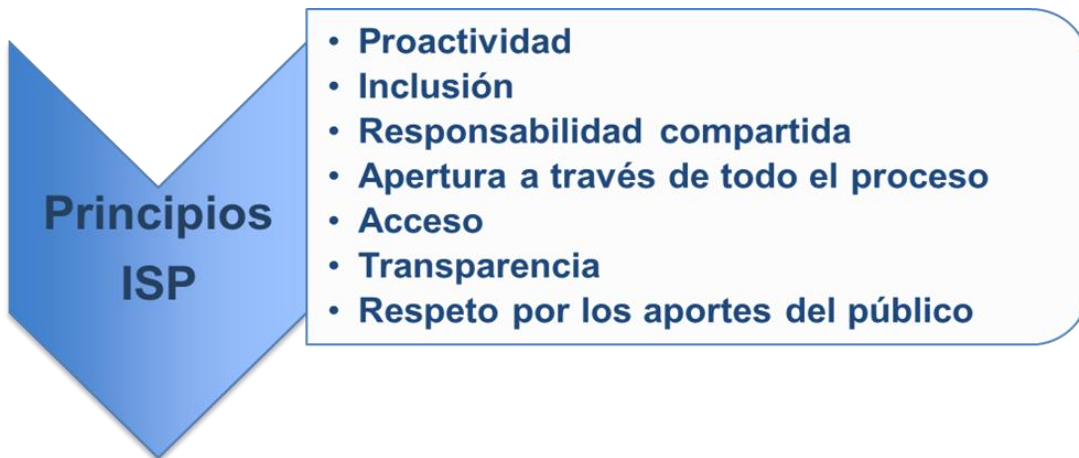 Principios
ISP
• Proactividad
• Inclusión
• Responsabilidad compartida
• Apertura a través de todo el proceso
• Acceso
• Transparencia
• Respeto por los aportes del público